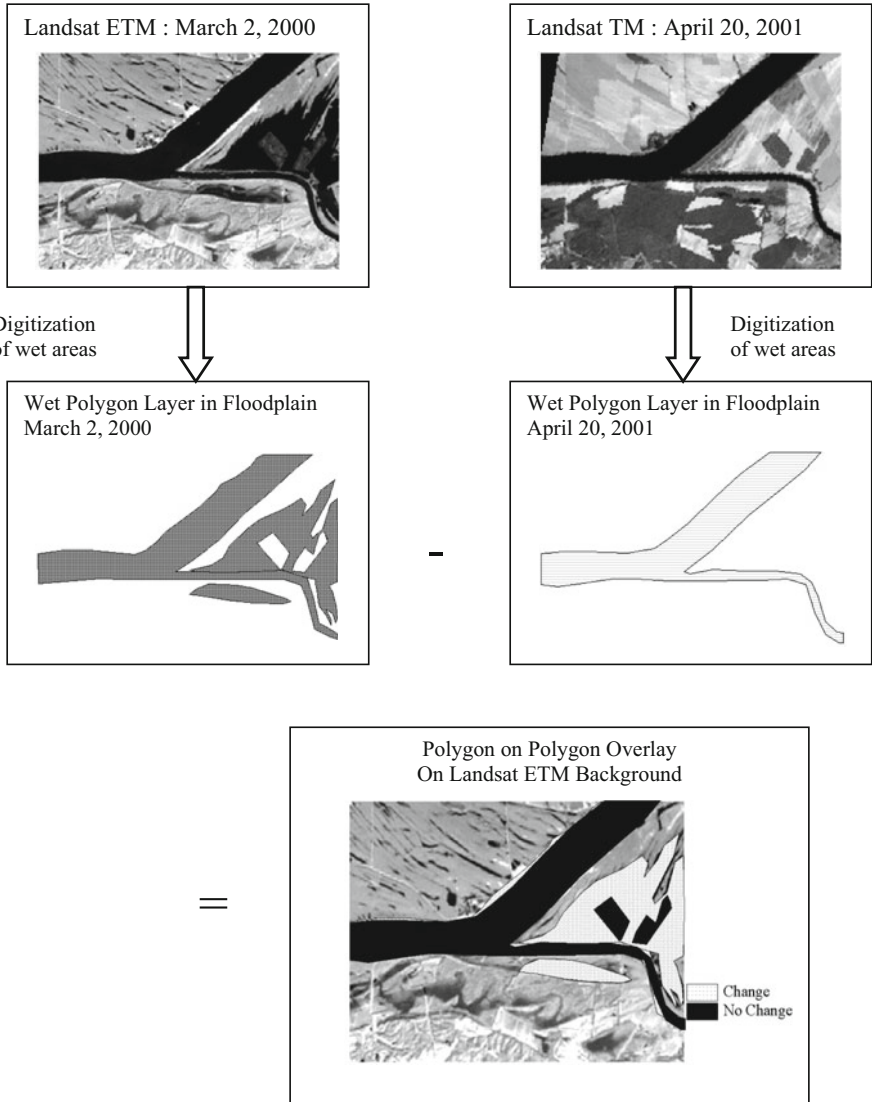 Landsat ETM : March 2, 2000
Landsat TM : April 20, 2001
Digitization
of wet areas
Digitization
of wet areas
Wet Polygon Layer in Floodplain
March 2, 2000
Wet Polygon Layer in Floodplain
April 20, 2001
-
=
Polygon on Polygon Overlay
On Landsat ETM Background
Change
No Change